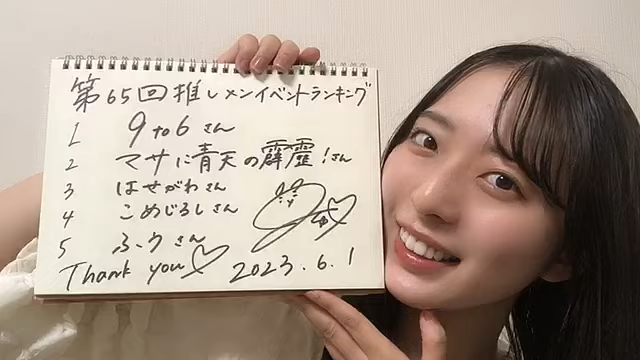 第65回推しメンイベントランキング
1 9to6さん
2 マサに青天の霹靂!さん
3 はせがわさん
4 こめじるしさん
5 ふうさん
Thank you♡ 2023.6.1